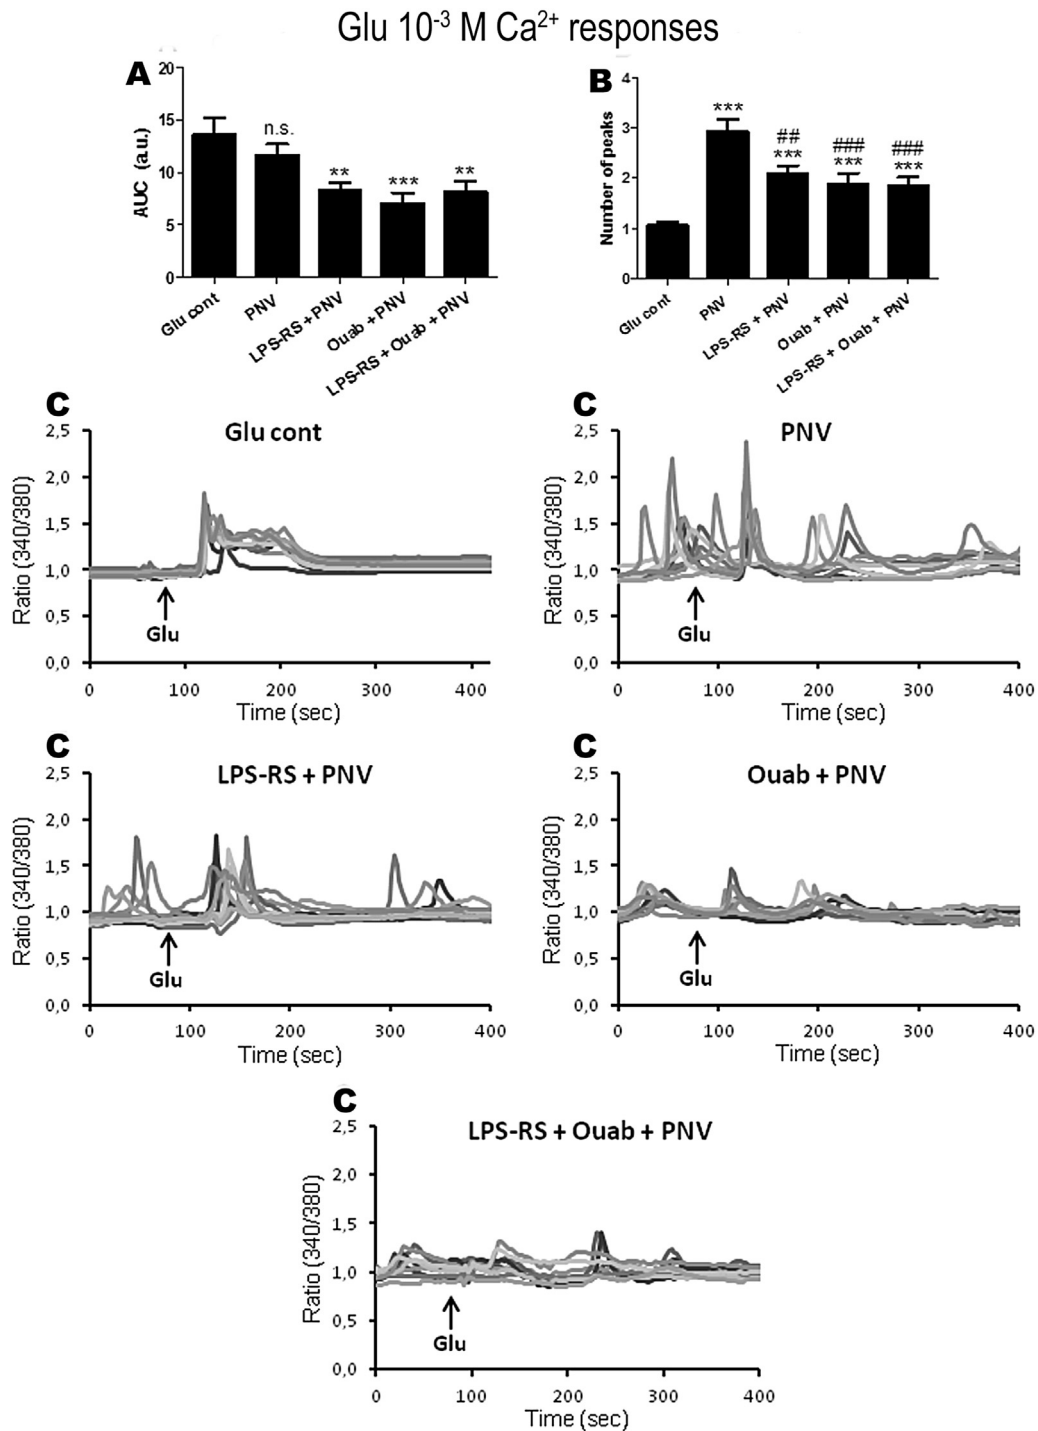 Glu 10⁻³ M Ca²⁺ responses
A
20
15
10
5
0
AUC (a.u.)
n.s.
**
***
**
Glu cont
PNV
LPS-RS + PNV
Ouab + PNV
LPS-RS + Ouab + PNV
B
4
3
2
1
0
Number of peaks
***
##
***
###
***
###
***
Glu cont
PNV
LPS-RS + PNV
Ouab + PNV
LPS-RS + Ouab + PNV
C
Glu cont
2,5
2,0
1,5
1,0
0,5
0,0
Ratio (340/380)
Glu
0 100 200 300 400
Time (sec)
C
PNV
2,5
2,0
1,5
1,0
0,5
0,0
Ratio (340/380)
Glu
0 100 200 300 400
Time (sec)
C
LPS-RS + PNV
2,5
2,0
1,5
1,0
0,5
0,0
Ratio (340/380)
Glu
0 100 200 300 400
Time (sec)
C
Ouab + PNV
2,5
2,0
1,5
1,0
0,5
0,0
Ratio (340/380)
Glu
0 100 200 300 400
Time (sec)
C
LPS-RS + Ouab + PNV
2,5
2,0
1,5
1,0
0,5
0,0
Ratio (340/380)
Glu
0 100 200 300 400
Time (sec)